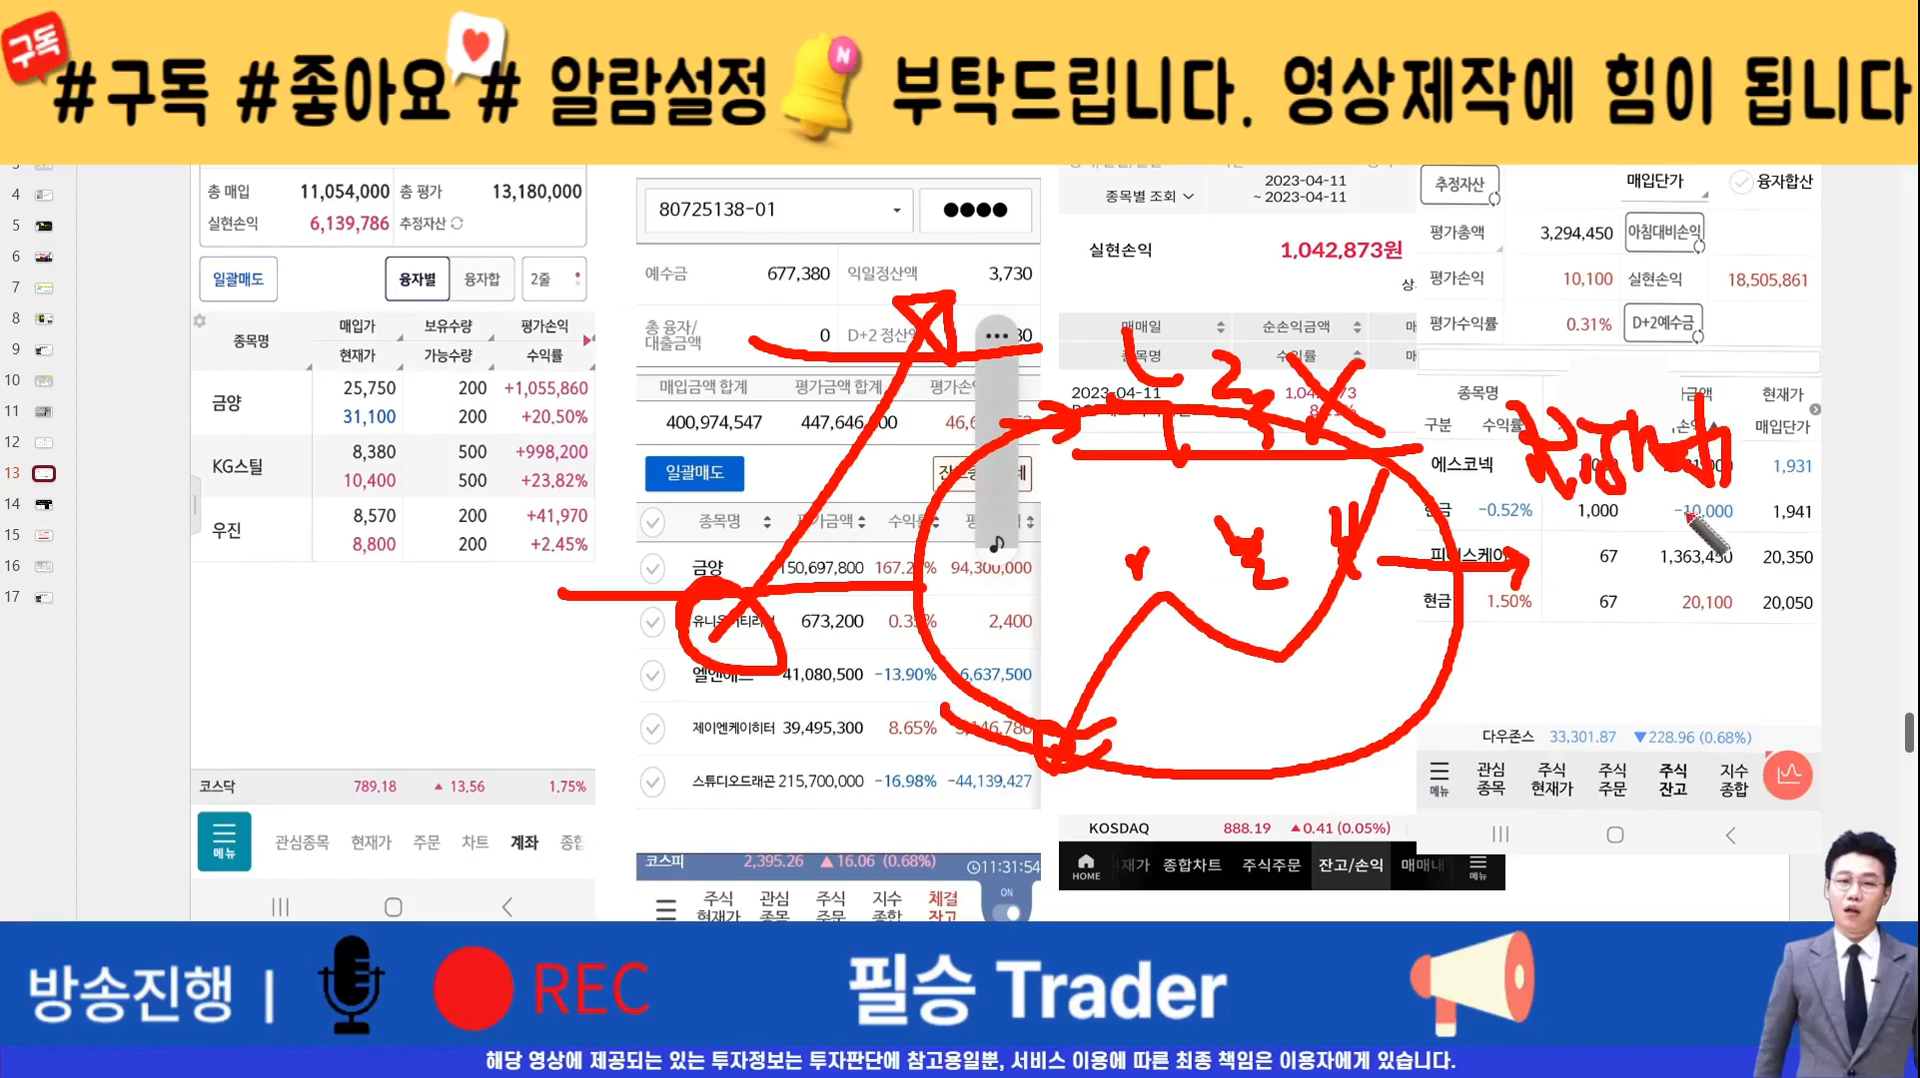 구독
#구독 #좋아요 # 알람설정 N 부탁드립니다. 영상제작에 힘이 됩니다
4
5
6
7
8
9
10
11
12
13
14
15
16
17
총 매입 11,054,000 총 평가 13,180,000
실현손익 6,139,786 추정자산
일괄매도 융자별 융자합 2줄
종목명 매입가 보유수량 평가손익
현재가 가능수량 수익률
금양 25,750 200 +1,055,860
31,100 200 +20.50%
KG스틸 8,380 500 +998,200
10,400 500 +23.82%
우진 8,570 200 +41,970
8,800 200 +2.45%
코스닥 789.18 ▲ 13.56 1.75%
메뉴 관심종목 현재가 주문 차트 계좌
80725138-01 ●●●●
예수금 677,380 익일정산액 3,730
총 융자/ 0 D+2
대출금액
매입금액 합계 평가금액 합계
400,974,547
일괄매도
종목명 수익률
금양 150,697,800 94,300,000
673,200 2,400
41,080,500 -13.90%
제이엔케이히터 39,495,300 8.65%
스튜디오드래곤 215,700,000 -16.98% -44,139,427
코스피 2,395.26 ▲ 16.06 (0.68%) 11:31:54
주식 관심 주식 지수 체결 ON
현재가 종목 주문 종합 잔고
종목별 조회 2023-04-11
~ 2023-04-11
실현손익 1,042,873원
매매일 순손익금액
수익률
2023-04-11
KOSDAQ 888.19 ▲0.41 (0.05%)
HOME 종합차트 주식주문 잔고/손익 메뉴
추정자산 매입단가 융자합산
평가총액 3,294,450 아침대비손익
평가손익 10,100 실현손익 18,505,861
평가수익률 0.31% D+2예수금
종목명 현재가
구분 수익률 매입단가
에스코넥 1,931
현금 -0.52% 1,000 -10,000 1,941
67 1,363,450 20,350
현금 1.50% 67 20,100 20,050
다우존스 33,301.87 ▼228.96 (0.68%)
메뉴 관심 주식 주식 주식 지수
종목 현재가 주문 잔고 종합
방송진행 | REC 필승 Trader
해당 영상에 제공되는 있는 투자정보는 투자판단에 참고용일뿐, 서비스 이용에 따른 최종 책임은 이용자에게 있습니다.